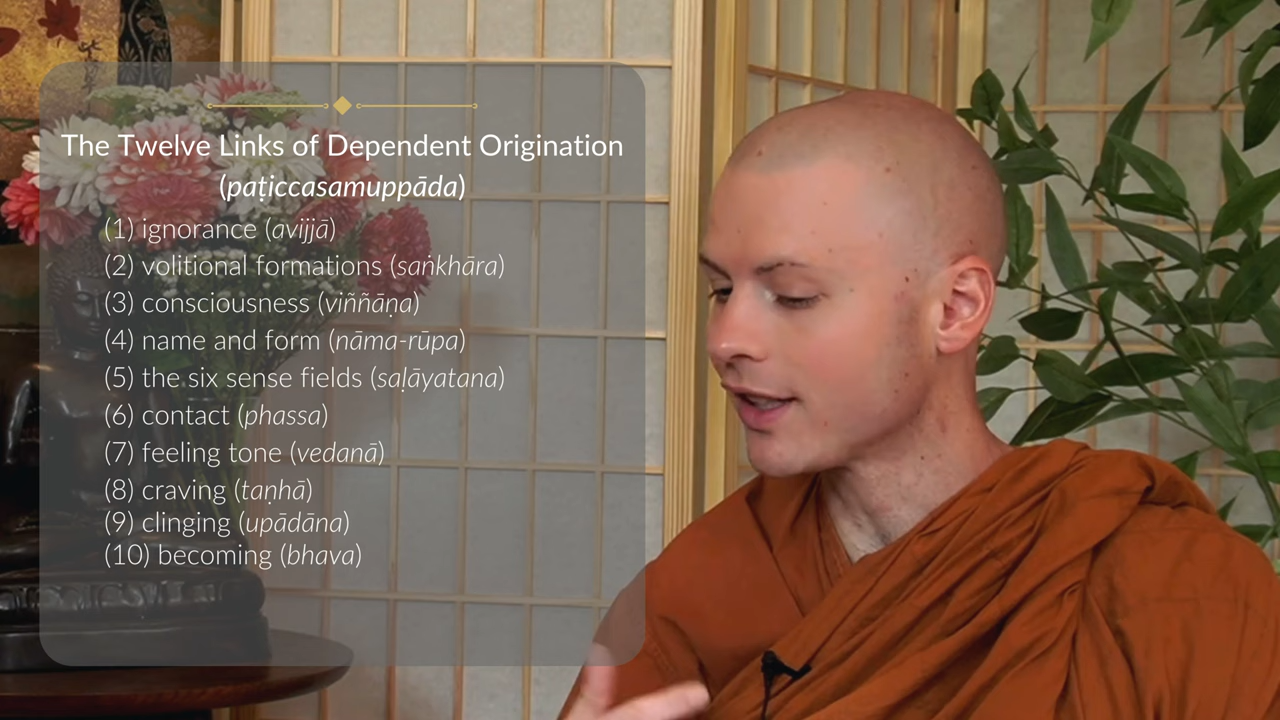 The Twelve Links of Dependent Origination
(paṭiccasamuppāda)
(1) ignorance (avijjā)
(2) volitional formations (saṅkhāra)
(3) consciousness (viññāṇa)
(4) name and form (nāma-rūpa)
(5) the six sense fields (saḷāyatana)
(6) contact (phassa)
(7) feeling tone (vedanā)
(8) craving (taṇhā)
(9) clinging (upādāna)
(10) becoming (bhava)